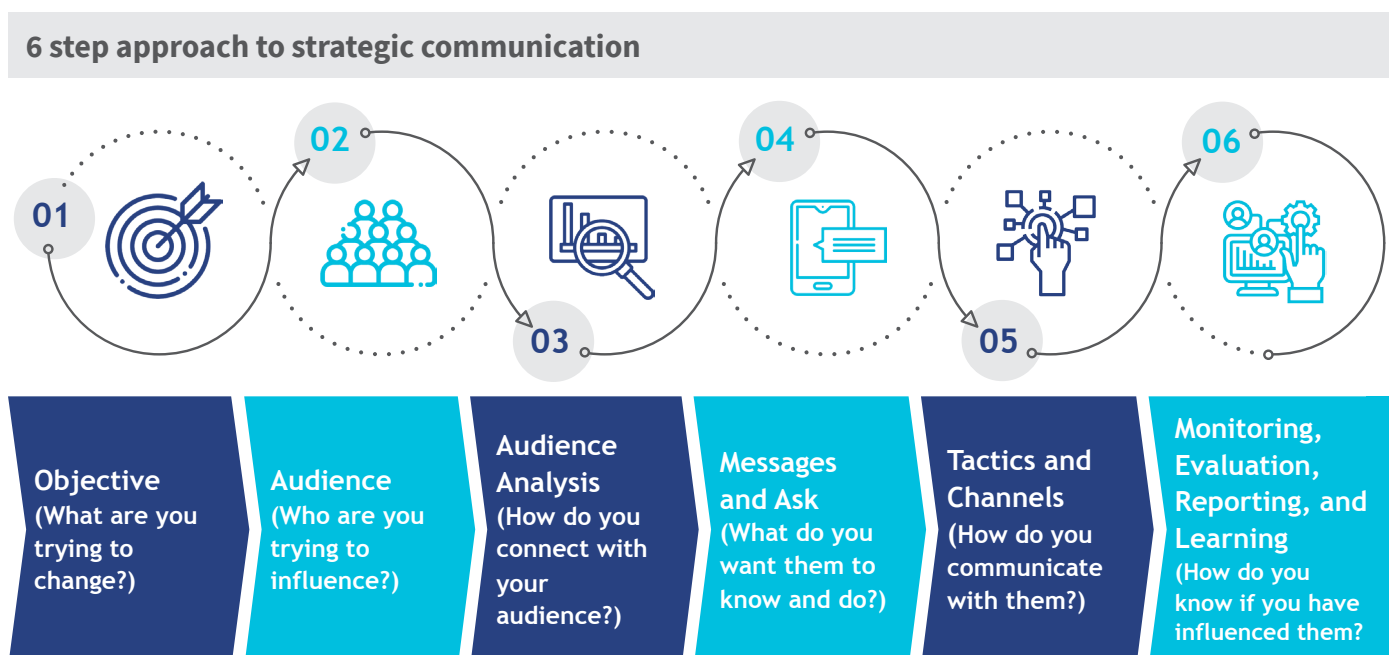 6 step approach to strategic communication
01
02
03
04
05
06
Objective
(What are you
trying to
change?)
Audience
(Who are you
trying to
influence?)
Audience
Analysis
(How do you
connect with
your
audience?)
Messages
and Ask
(What do you
want them to
know and do?)
Tactics and
Channels
(How do you
communicate
with them?)
Monitoring,
Evaluation,
Reporting, and
Learning
(How do you
know if you have
influenced them?